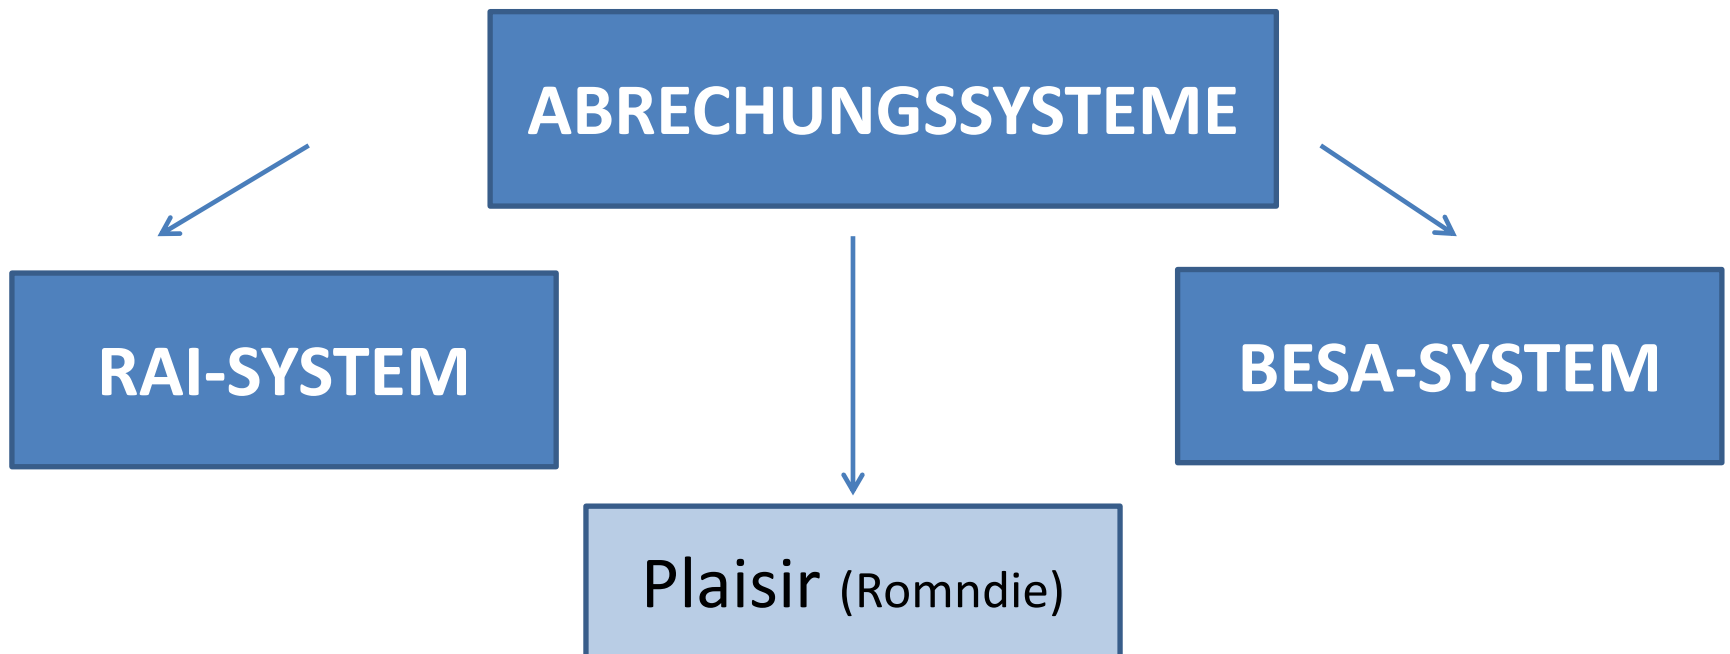 ABRECHUNGSSYSTEME
RAI-SYSTEM
BESA-SYSTEM
Plaisir (Romndie)